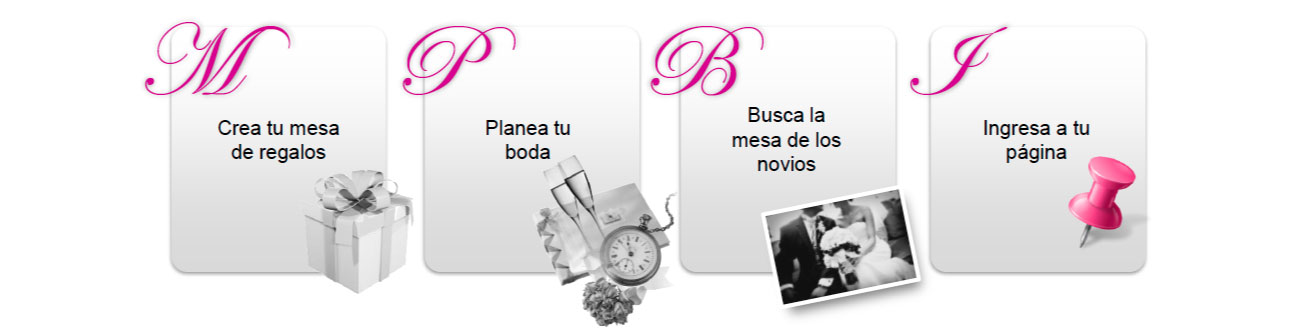 M
Crea tu mesa
de regalos
P
Planea tu
boda
B
Busca la
mesa de los
novios
I
Ingresa a tu
página